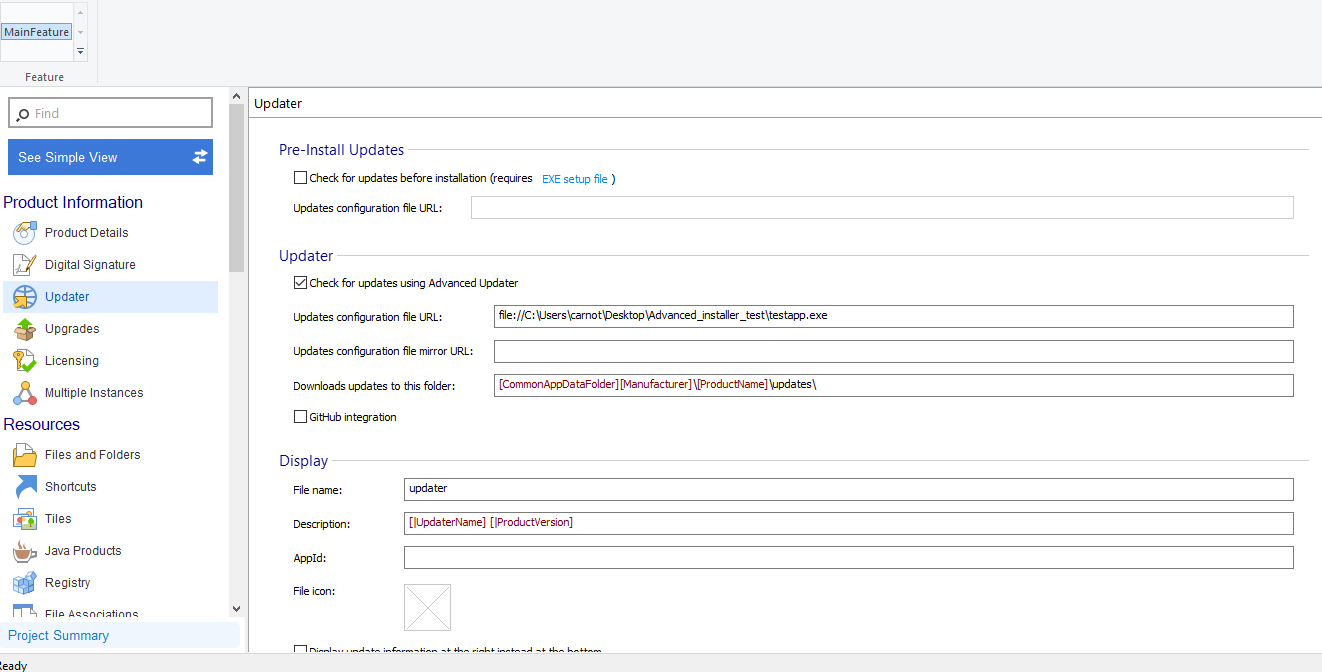 MainFeature
Feature
Find
See Simple View
Product Information
Product Details
Digital Signature
Updater
Upgrades
Licensing
Multiple Instances
Resources
Files and Folders
Shortcuts
Tiles
Java Products
Registry
File Associations
Project Summary
Ready
Updater
Pre-Install Updates
Check for updates before installation (requires EXE setup file )
Updates configuration file URL:
Updater
Check for updates using Advanced Updater
Updates configuration file URL: file://C:\Users\carnot\Desktop\Advanced_installer_test\testapp.exe
Updates configuration file mirror URL:
Downloads updates to this folder: [CommonAppDataFolder][Manufacturer]\[ProductName]\updates\
GitHub integration
Display
File name: updater
Description: [|UpdaterName] [|ProductVersion]
AppId:
File icon:
Display update information at the right instead at the bottom